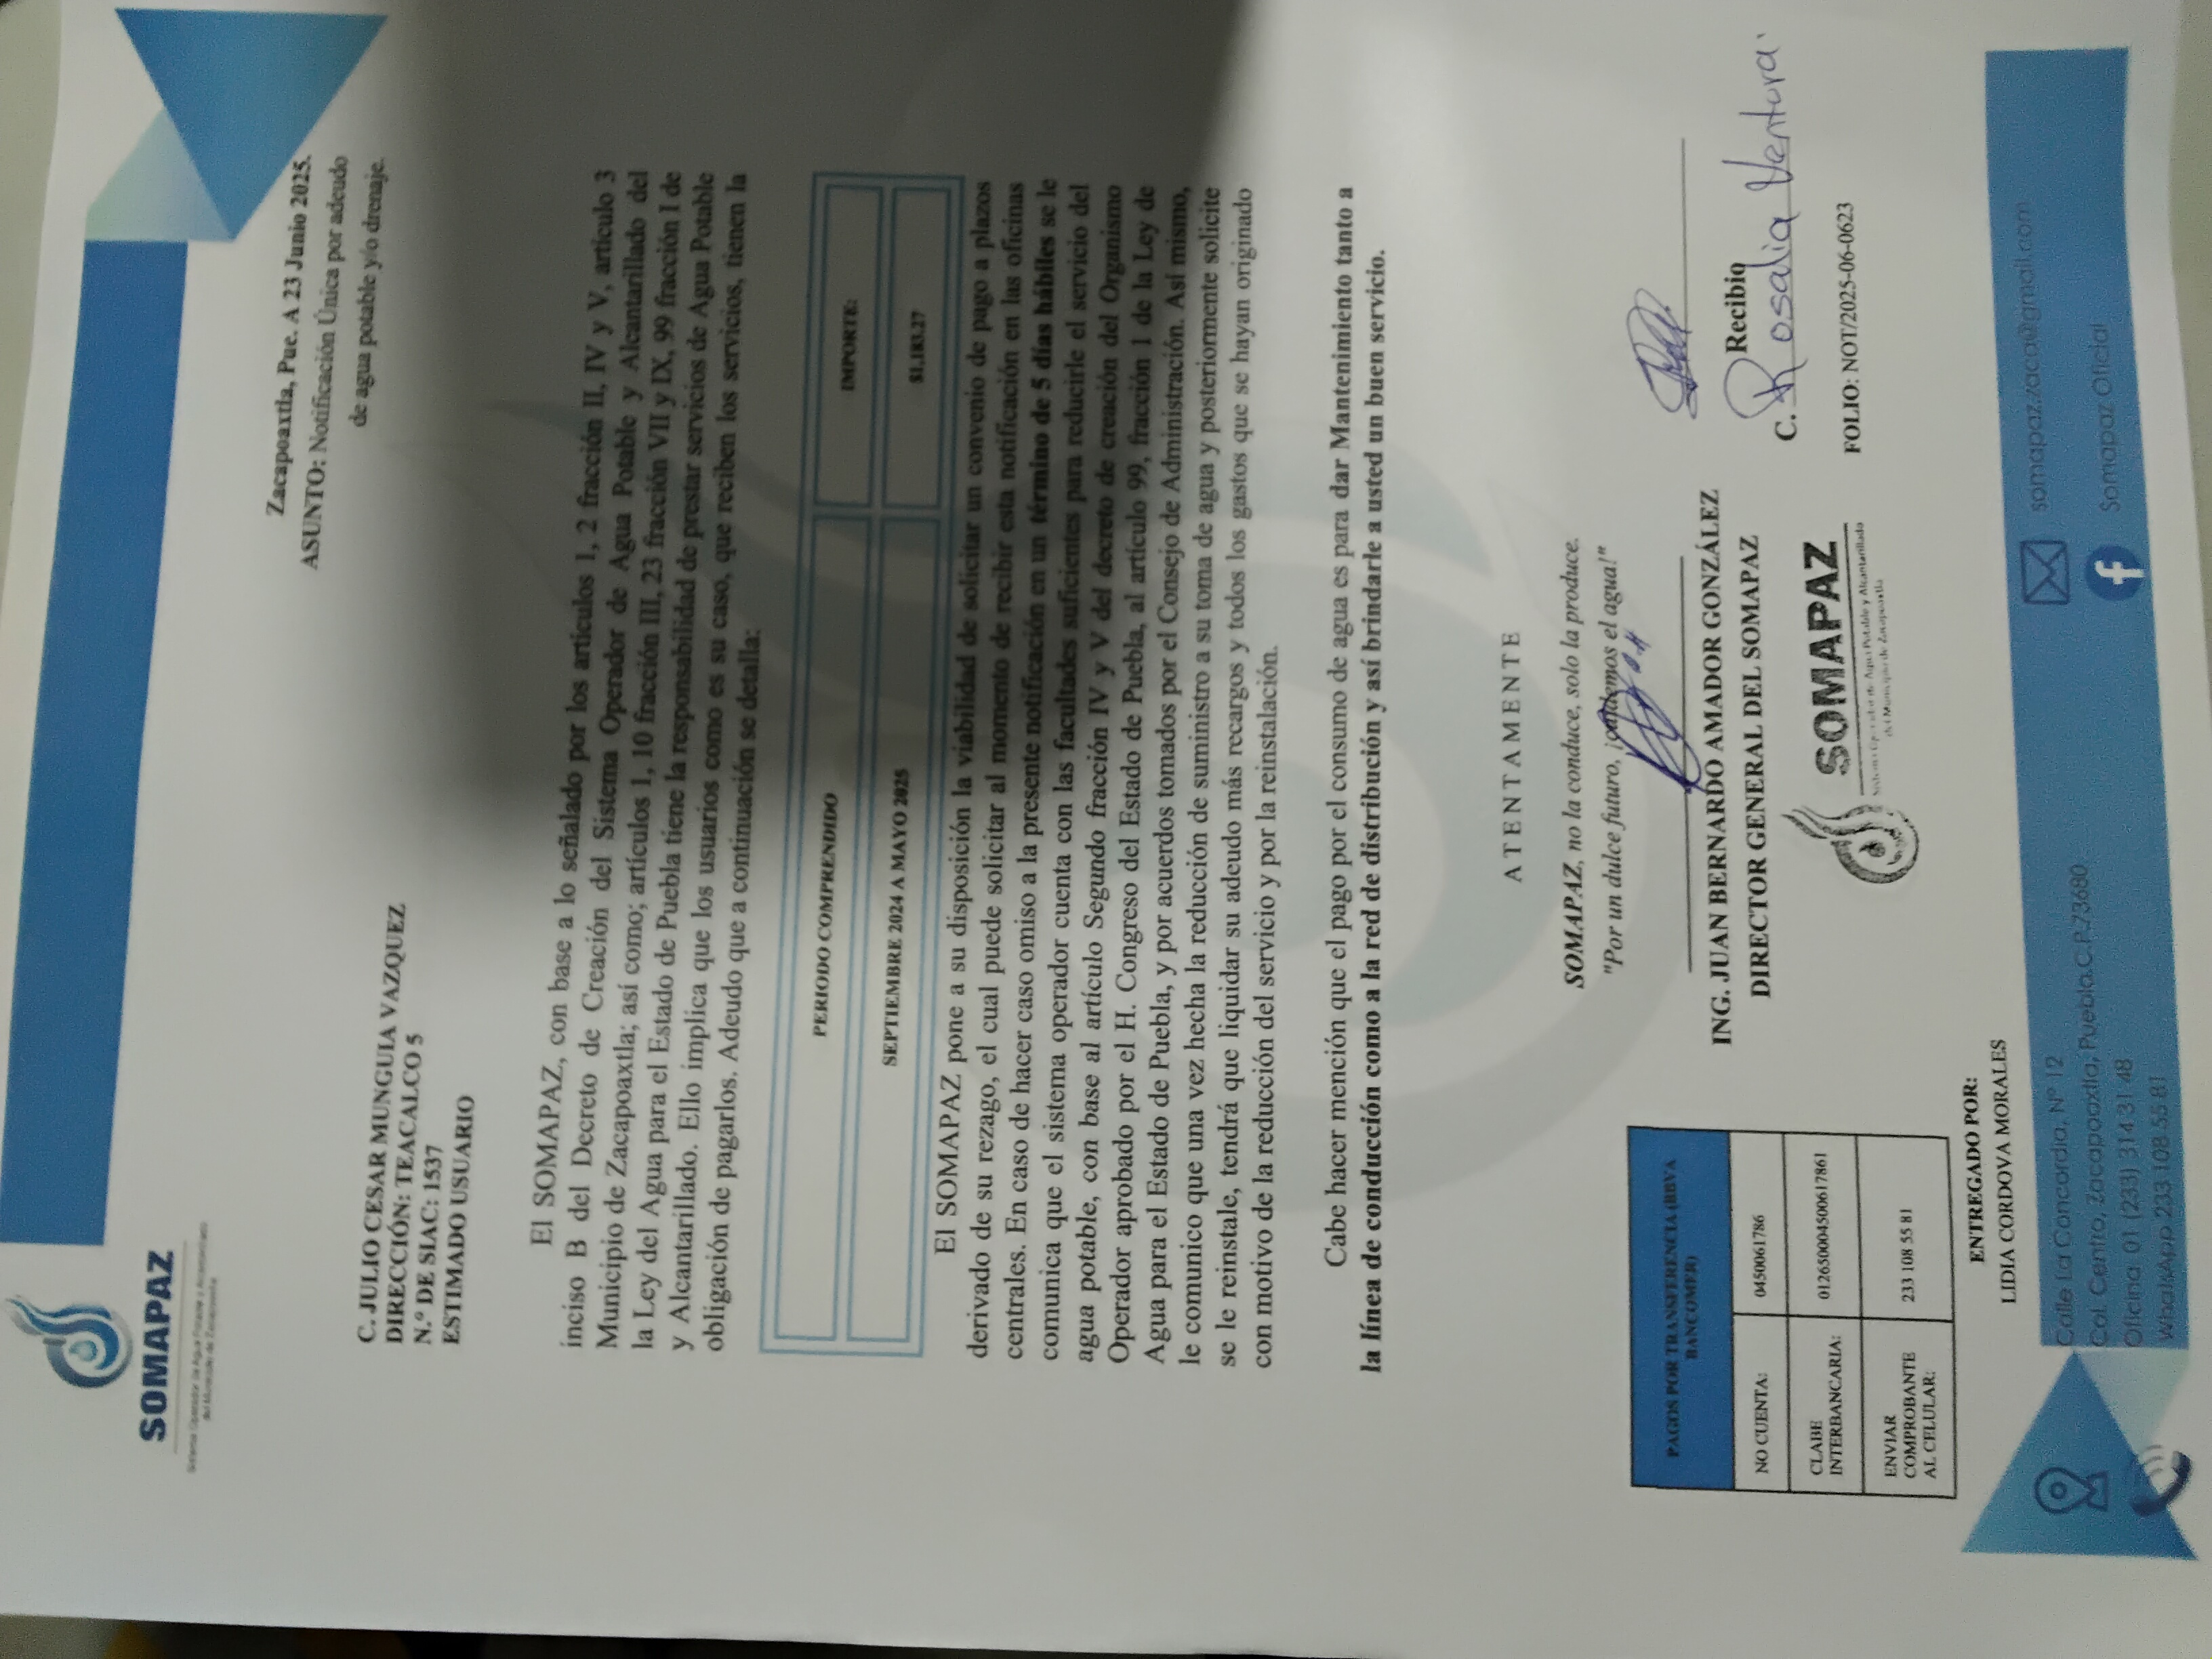 SOMAPAZ
Sistema Operador de Agua Potable y Alcantarillado
del Municipio de Zacapoaxtla
Zacapoaxtla, Pue. A 23 Junio 2025.
ASUNTO: Notificación Única por adeudo
de agua potable y/o drenaje.
C. JULIO CESAR MUNGUIA VAZQUEZ
DIRECCIÓN: TEACALCO 5
N.º DE SIAC: 1537
ESTIMADO USUARIO
El SOMAPAZ, con base a lo señalado por los artículos 1, 2 fracción II, IV y V, artículo 3
inciso B del Decreto de Creación del Sistema Operador de Agua Potable y Alcantarillado del
Municipio de Zacapoaxtla; así como; artículos 1, 10 fracción III, 23 fracción VII y IX, 99 fracción I de
la Ley del Agua para el Estado de Puebla tiene la responsabilidad de prestar servicios de Agua Potable
y Alcantarillado. Ello implica que los usuarios como es su caso, que reciben los servicios, tienen la
obligación de pagarlos. Adeudo que a continuación se detalla:
PERIODO COMPRENDIDO IMPORTE:
SEPTIEMBRE 2024 A MAYO 2025 $1,183.27
El SOMAPAZ pone a su disposición la viabilidad de solicitar un convenio de pago a plazos
derivado de su rezago, el cual puede solicitar al momento de recibir esta notificación en las oficinas
centrales. En caso de hacer caso omiso a la presente notificación en un término de 5 días hábiles se le
comunica que el sistema operador cuenta con las facultades suficientes para reducirle el servicio del
agua potable, con base al artículo Segundo fracción IV y V del decreto de creación del Organismo
Operador aprobado por el H. Congreso del Estado de Puebla, al artículo 99, fracción 1 de la Ley de
Agua para el Estado de Puebla, y por acuerdos tomados por el Consejo de Administración. Así mismo,
le comunico que una vez hecha la reducción de suministro a su toma de agua y posteriormente solicite
se le reinstale, tendrá que liquidar su adeudo más recargos y todos los gastos que se hayan originado
con motivo de la reducción del servicio y por la reinstalación.
Cabe hacer mención que el pago por el consumo de agua es para dar Mantenimiento tanto a
la línea de conducción como a la red de distribución y así brindarle a usted un buen servicio.
ATENTAMENTE
SOMAPAZ, no la conduce, solo la produce.
"Por un dulce futuro, ¡cuidemos el agua!"
ING. JUAN BERNARDO AMADOR GONZÁLEZ
DIRECTOR GENERAL DEL SOMAPAZ
SOMAPAZ
Sistema Operador de Agua Potable y Alcantarillado
del Municipio de Zacapoaxtla
Recibio
C. Rosalia Ventura.
FOLIO: NOT/2025-06-0623
PAGOS POR TRANSFERENCIA (BBVA
BANCOMER)
NO CUENTA: 0450061786
CLABE
INTERBANCARIA: 012650004500617861
ENVIAR
COMPROBANTE
AL CELULAR: 233 108 55 81
ENTREGADO POR:
LIDIA CORDOVA MORALES
Calle La Concordia, Nº 12
Col. Centro, Zacapoaxtla, Puebla.C.P.73680
Oficina 01 (233) 314 31 48
WhatsApp 233 108 55 81
somapaz.zaca@gmail.com
Somapaz Oficial